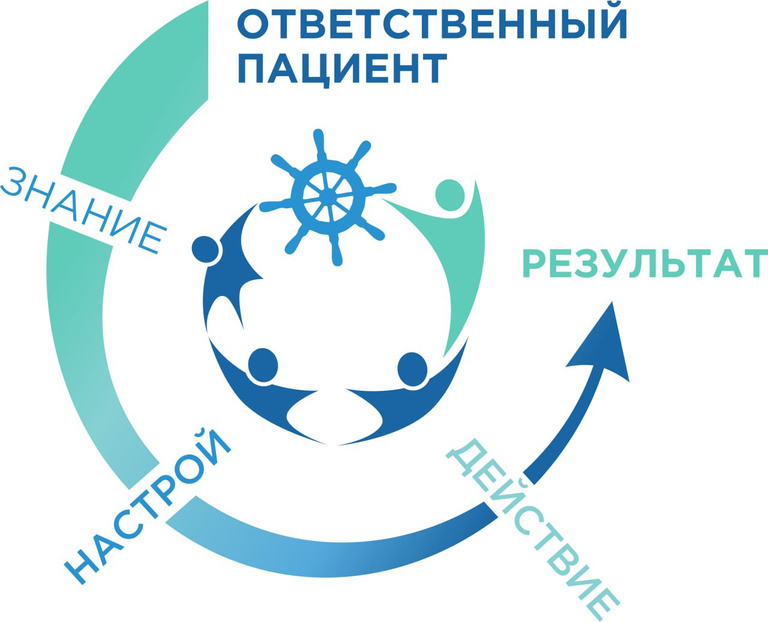 ОТВЕТСТВЕННЫЙ
ПАЦИЕНТ
ЗНАНИЕ
НАСТРОЙ
ДЕЙСТВИЕ
РЕЗУЛЬТАТ